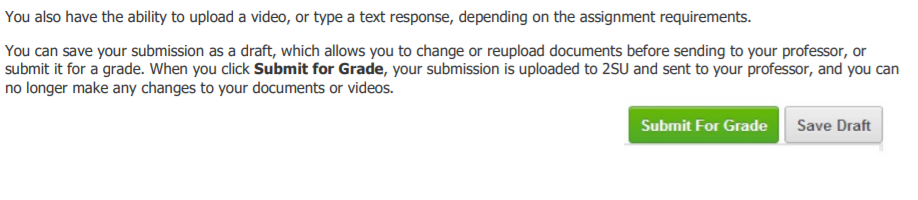 You also have the ability to upload a video, or type a text response, depending on the assignment requirements.
You can save your submission as a draft, which allows you to change or reupload documents before sending to your professor, or
submit it for a grade. When you click Submit for Grade, your submission is uploaded to 2SU and sent to your professor, and you can
no longer make any changes to your documents or videos.
Submit For Grade Save Draft